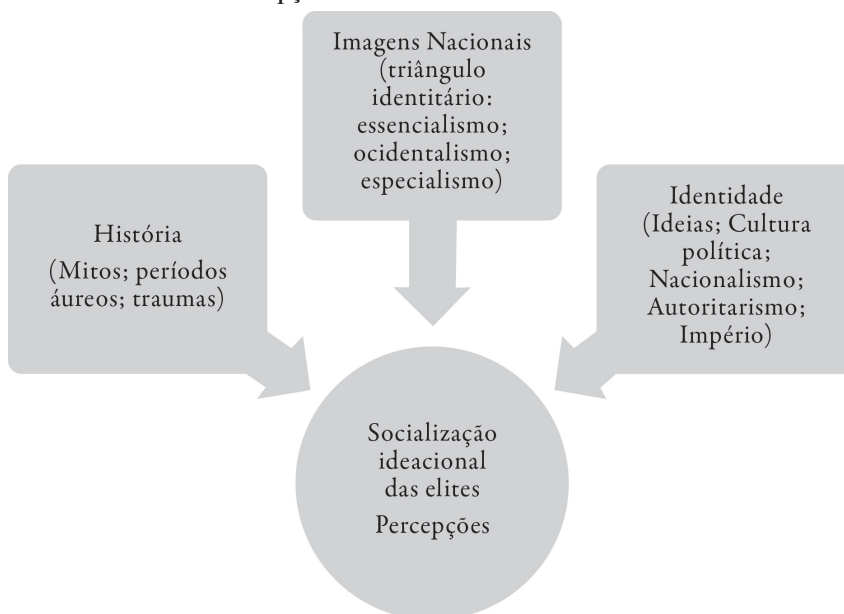 Imagens Nacionais
(triângulo
identitário:
essencialismo;
ocidentalismo;
especialismo)
História
(Mitos; períodos
áureos; traumas)
Identidade
(Ideias; Cultura
política;
Nacionalismo;
Autoritarismo;
Império)
Socialização
ideacional
das elites
Percepções